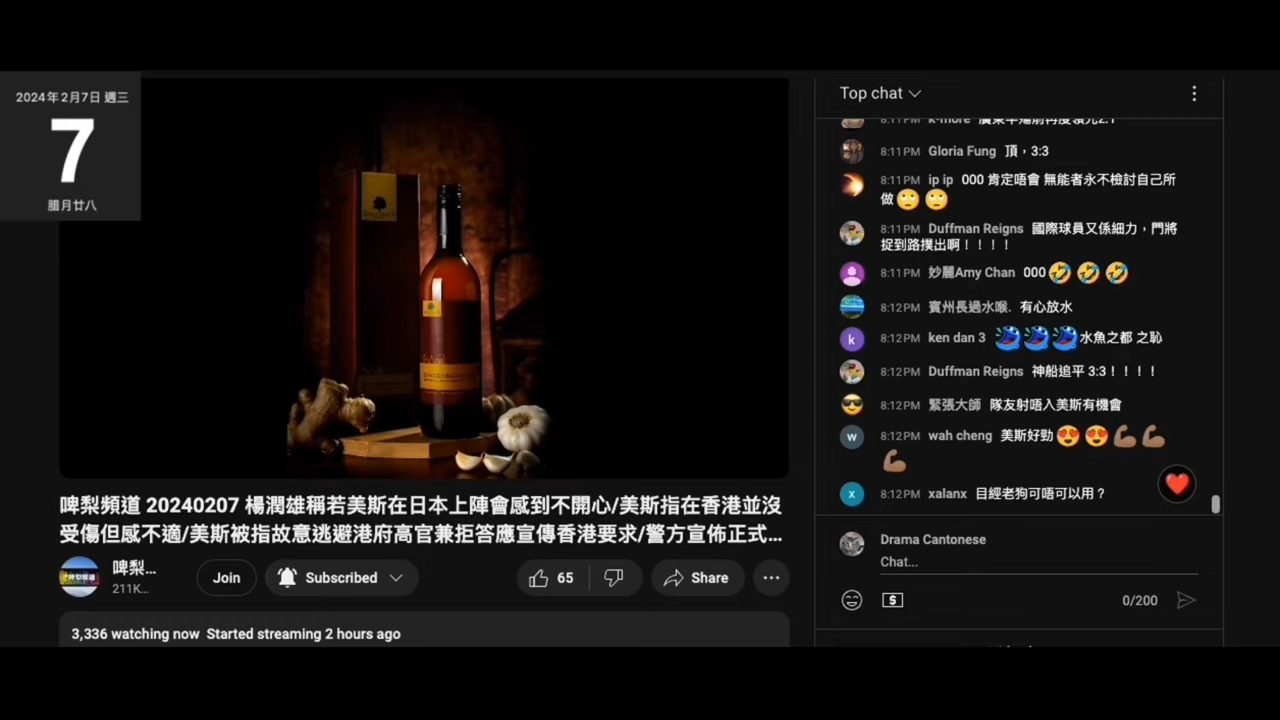 2024年2月7日 週三
7
腊月廿八
啤梨頻道 20240207 楊潤雄稱若美斯在日本上陣會感到不開心/美斯指在香港並沒
受傷但感不適/美斯被指故意逃避港府高官兼拒答應宣傳香港要求/警方宣佈正式...
啤梨...
211K...
Join
Subscribed
65
Share
3,336 watching now Started streaming 2 hours ago
Top chat
8:11PM Gloria Fung 頂，3:3
8:11PM ip ip 000 肯定唔會 無能者永不檢討自己所
做🙄🙄
8:11PM Duffman Reigns 國際球員又係細力，門將
捉到路撲出啊！！！！
8:11PM 妙麗Amy Chan 000🤣🤣🤣
8:12PM 賓州長過水喉. 有心放水
8:12PM ken dan 3 水魚之都 之恥
8:12PM Duffman Reigns 神船追平 3:3！！！！
8:12PM 緊張大師 隊友射唔入美斯有機會
8:12PM wah cheng 美斯好勁😍😍💪🏾💪🏾
💪🏾
8:12PM xalanx 目經老狗可唔可以用？
Drama Cantonese
Chat...
0/200